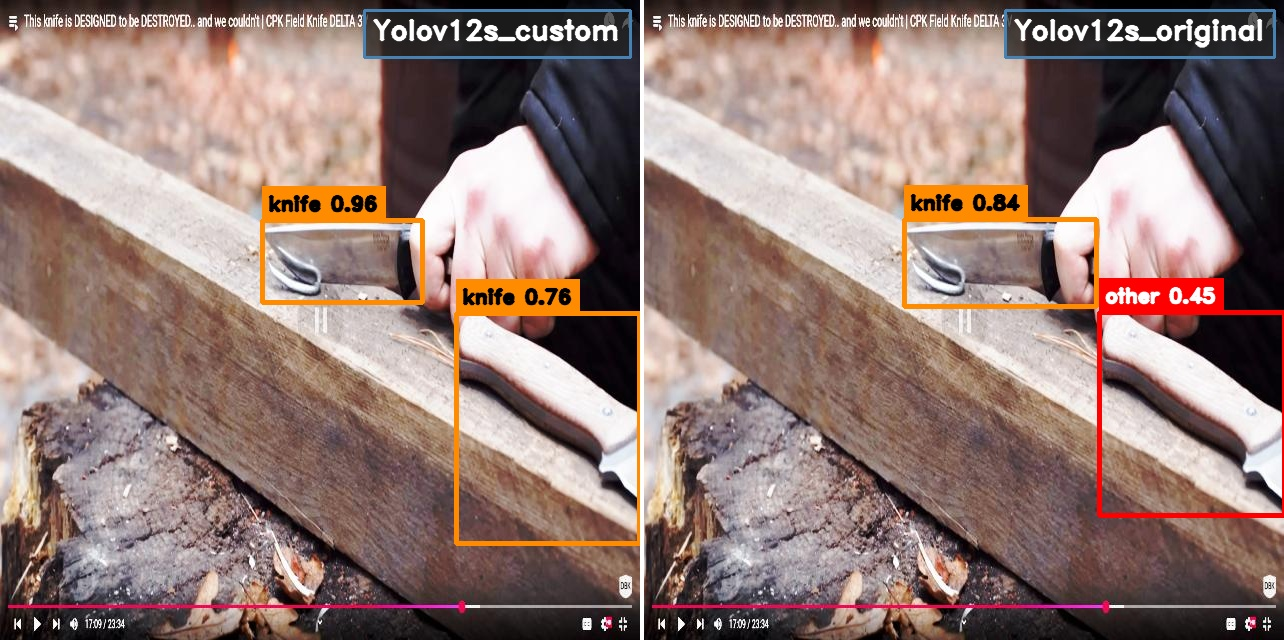 This knife is DESIGNED to be DESTROYED.. and we couldn't | CPK Field Knife DELTA 3
Yolov12s_custom
knife 0.96
knife 0.76
DBK
17:09 / 23:34
This knife is DESIGNED to be DESTROYED.. and we couldn't | CPK Field Knife DELTA 3
Yolov12s_original
knife 0.84
other 0.45
DBK
17:09 / 23:34